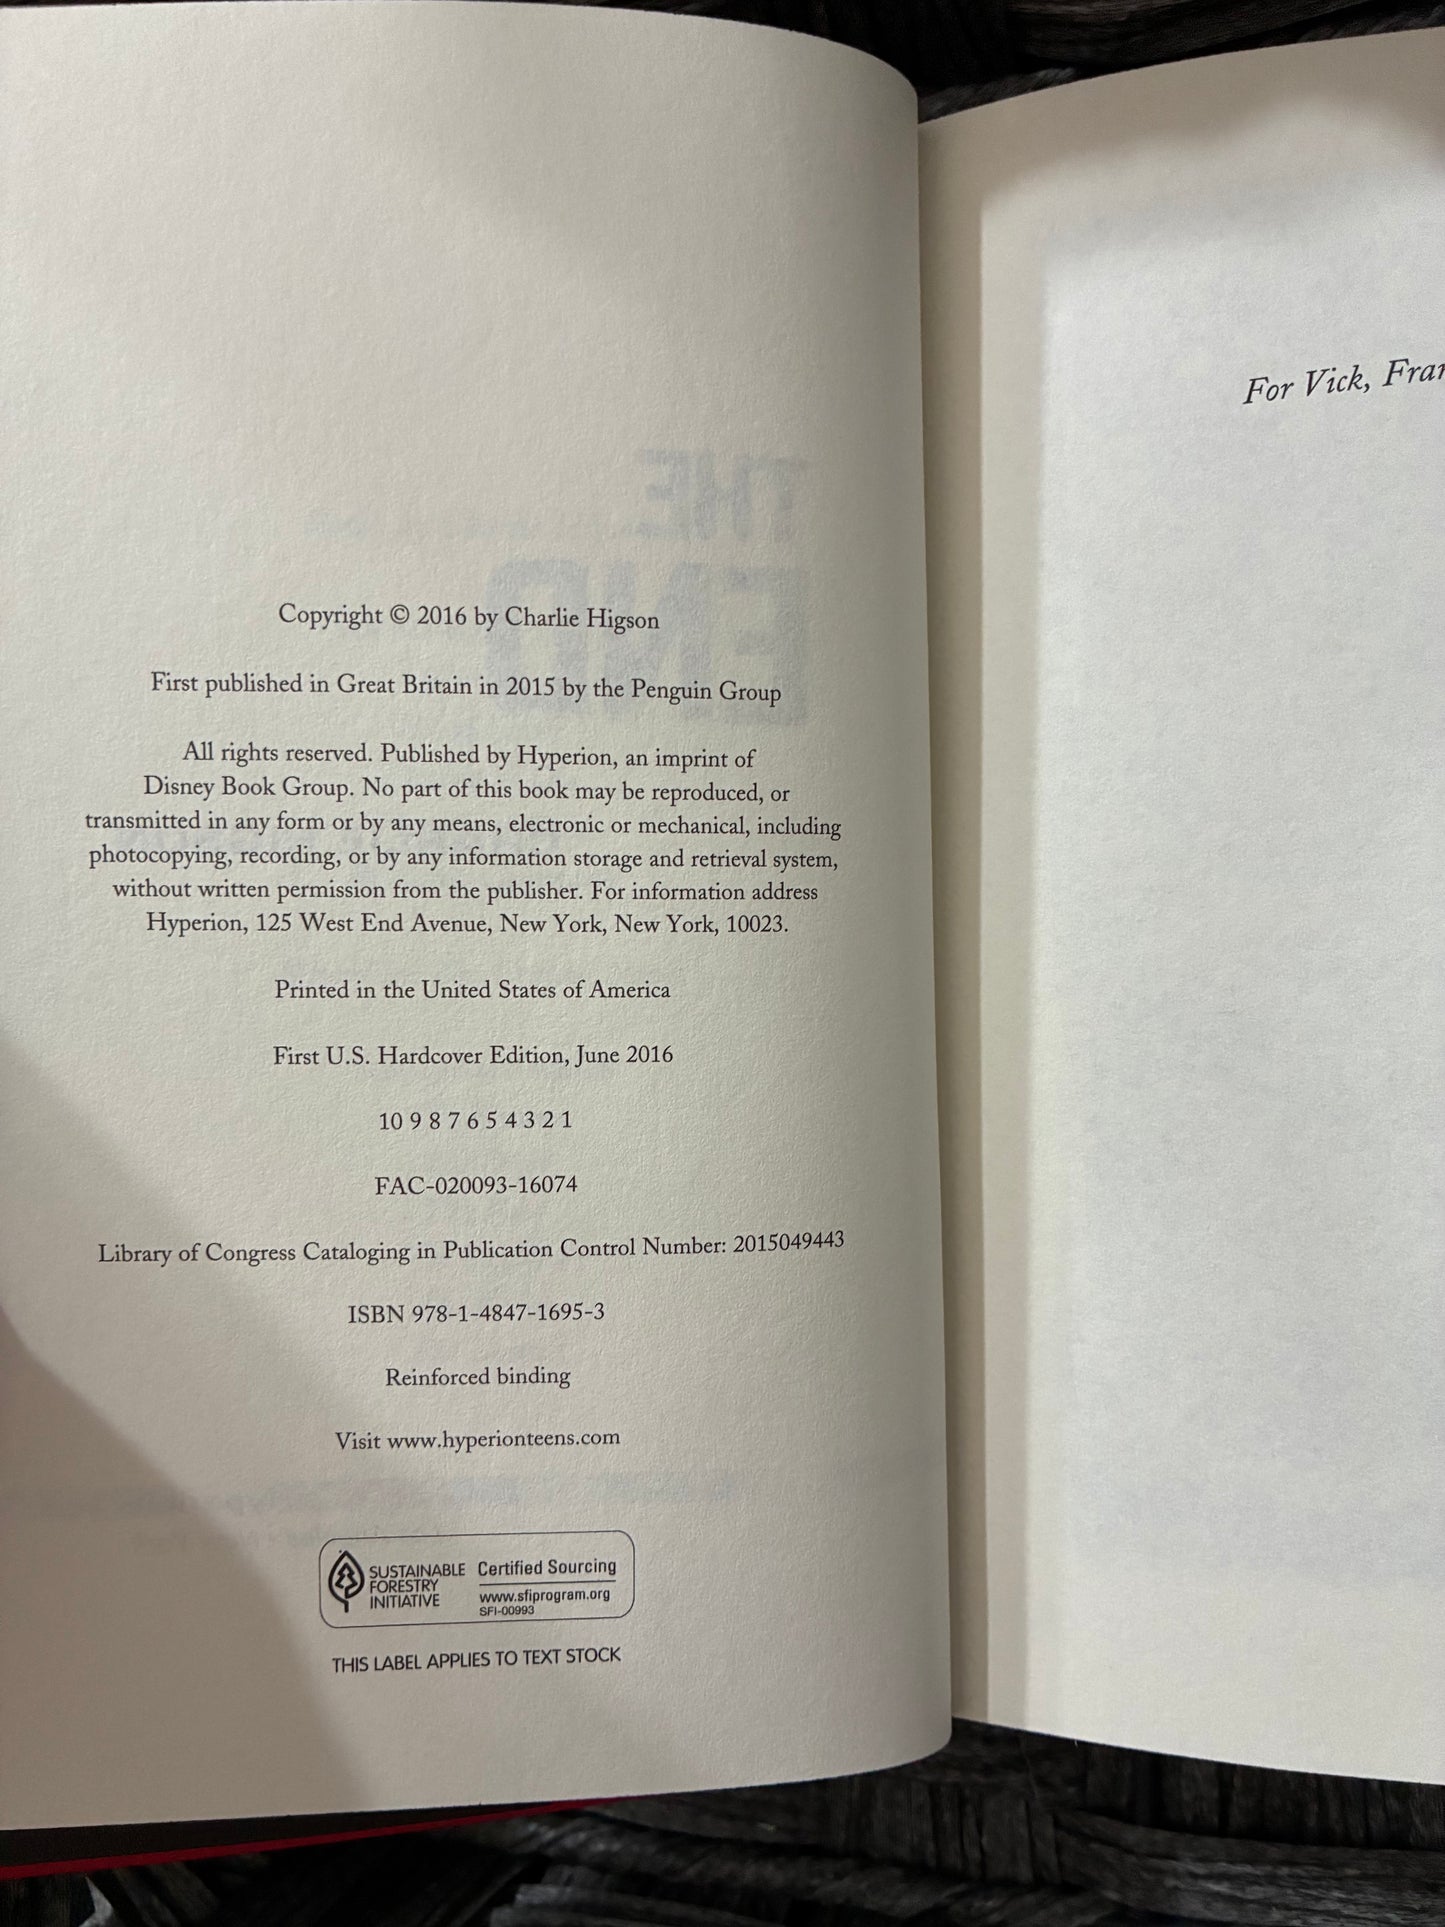 Copyright © 2016 by Charlie Higson
First published in Great Britain in 2015 by the Penguin Group
All rights reserved. Published by Hyperion, an imprint of
Disney Book Group. No part of this book may be reproduced, or
transmitted in any form or by any means, electronic or mechanical, including
photocopying, recording, or by any information storage and retrieval system,
without written permission from the publisher. For information address
Hyperion, 125 West End Avenue, New York, New York, 10023.
Printed in the United States of America
First U.S. Hardcover Edition, June 2016
10 9 8 7 6 5 4 3 2 1
FAC-020093-16074
Library of Congress Cataloging in Publication Control Number: 2015049443
ISBN 978-1-4847-1695-3
Reinforced binding
Visit www.hyperionteens.com
SUSTAINABLE
FORESTRY
INITIATIVE
Certified Sourcing
www.sfiprogram.org
SFI-00993
THIS LABEL APPLIES TO TEXT STOCK
THE
END
For Vick,